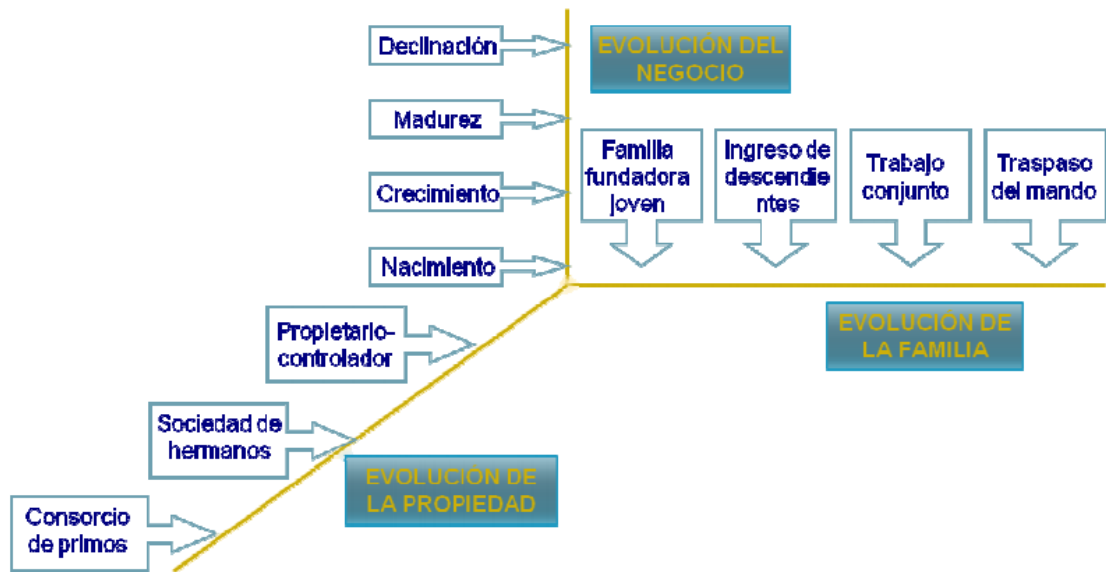 Declinación
EVOLUCIÓN DEL
NEGOCIO
Madurez
Familia
fundadora
joven
Ingreso de
descendie
ntes
Trabajo
conjunto
Traspaso
del mando
Crecimiento
Nacimiento
Propietario-
controlador
EVOLUCIÓN DE
LA FAMILIA
Sociedad de
hermanos
EVOLUCIÓN DE
LA PROPIEDAD
Consorcio
de primos